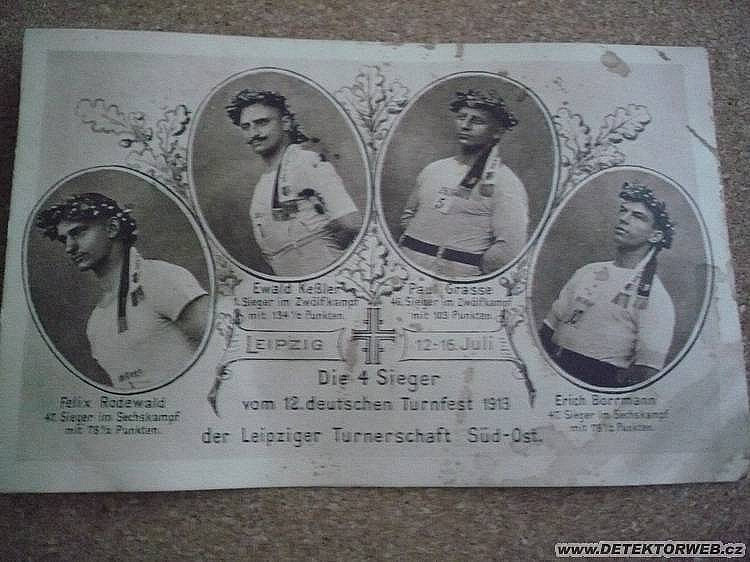 Ewald Keßler
1. Sieger im Zwölfkampf
mit 134½ Punkten.
Paul Grasse
46. Sieger im Zwölfkampf
mit 103 Punkten.
LEIPZIG
12-16. Juli
Felix Rodewald
47. Sieger im Sechskampf
mit 78½ Punkten.
Erich Borrmann
47. Sieger im Sechskampf
mit 78½ Punkten.
Die 4 Sieger
vom 12. deutschen Turnfest 1913
der Leipziger Turnerschaft Süd-Ost.
www.DETEKTORWEB.cz